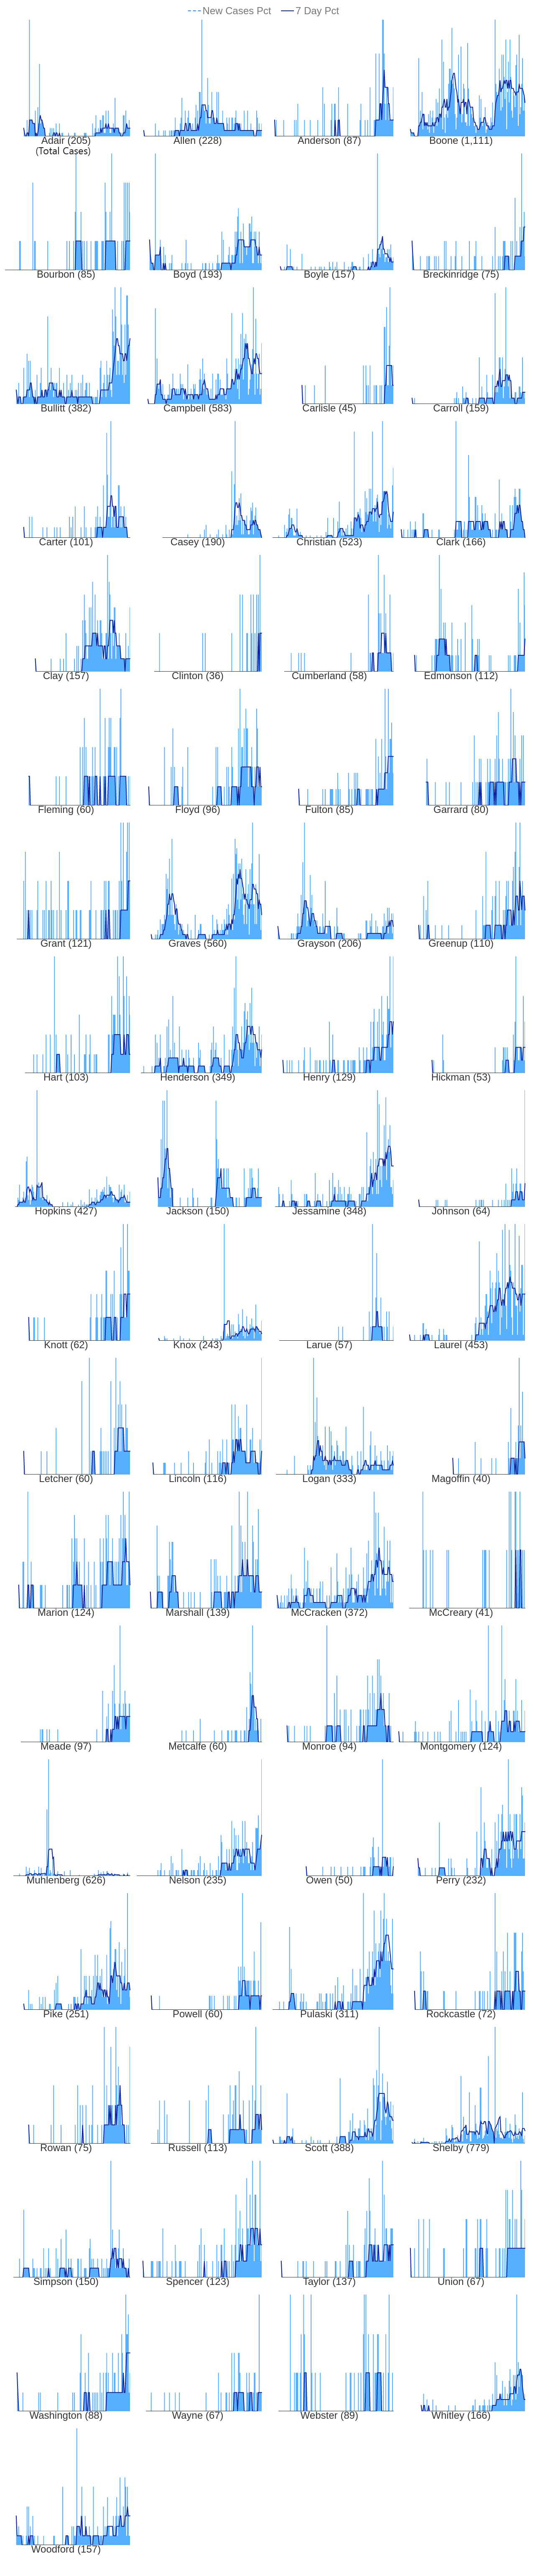 New Cases Pct 7 Day Pct
Adair (205) Allen (228) Anderson (87) Boone (1,111)
(Total Cases)
Bourbon (85) Boyd (193) Boyle (157) Breckinridge (75)
Bullitt (382) Campbell (583) Carlisle (45) Carroll (159)
Carter (101) Casey (190) Christian (523) Clark (166)
Clay (157) Clinton (36) Cumberland (58) Edmonson (112)
Fleming (60) Floyd (96) Fulton (85) Garrard (80)
Grant (121) Graves (560) Grayson (206) Greenup (110)
Hart (103) Henderson (349) Henry (129) Hickman (53)
Hopkins (427) Jackson (150) Jessamine (348) Johnson (64)
Knott (62) Knox (243) Larue (57) Laurel (453)
Letcher (60) Lincoln (116) Logan (333) Magoffin (40)
Marion (124) Marshall (139) McCracken (372) McCreary (41)
Meade (97) Metcalfe (60) Monroe (94) Montgomery (124)
Muhlenberg (626) Nelson (235) Owen (50) Perry (232)
Pike (251) Powell (60) Pulaski (311) Rockcastle (72)
Rowan (75) Russell (113) Scott (388) Shelby (779)
Simpson (150) Spencer (123) Taylor (137) Union (67)
Washington (88) Wayne (67) Webster (89) Whitley (166)
Woodford (157)